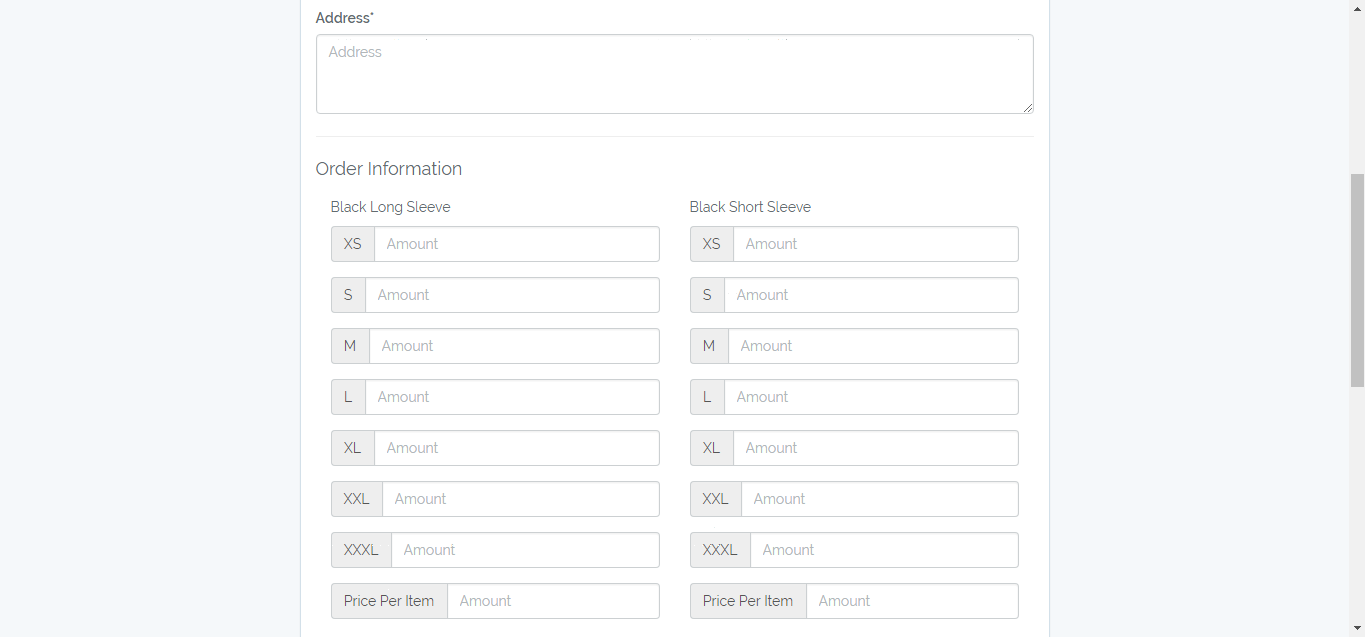 Address*
Address
Order Information
Black Long Sleeve
XS Amount
S Amount
M Amount
L Amount
XL Amount
XXL Amount
XXXL Amount
Price Per Item Amount
Black Short Sleeve
XS Amount
S Amount
M Amount
L Amount
XL Amount
XXL Amount
XXXL Amount
Price Per Item Amount